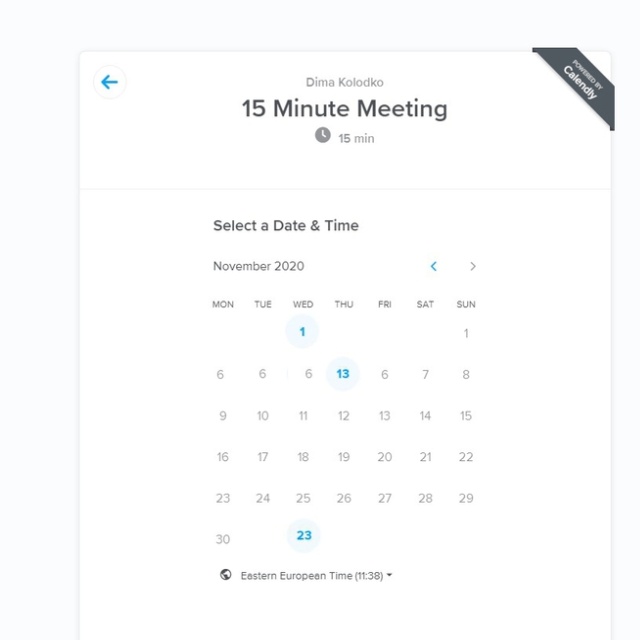 POWERED BY
Calendly
Dima Kolodko
15 Minute Meeting
15 min
Select a Date & Time
November 2020
MON TUE WED THU FRI SAT SUN
1 1
6 6 6 13 6 7 8
9 10 11 12 13 14 15
16 17 18 19 20 21 22
23 24 25 26 27 28 29
30 23
Eastern European Time (11:38)